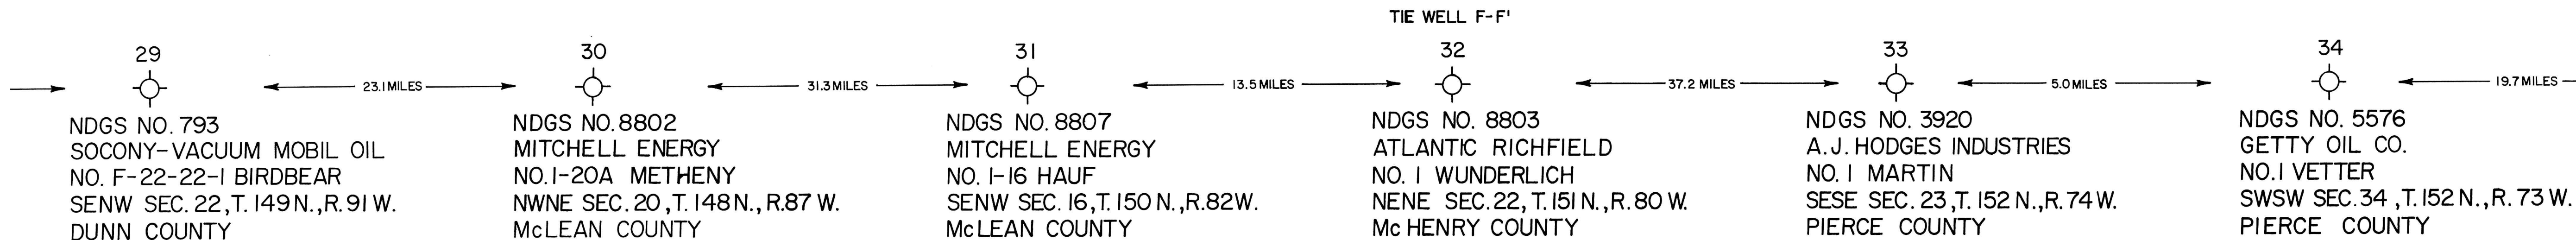 TIE WELL F-F'
29
NDGS NO. 793
SOCONY-VACUUM MOBIL OIL
NO. F-22-22-1 BIRDBEAR
SENW SEC. 22, T. 149 N., R. 91 W.
DUNN COUNTY
23.1 MILES
30
NDGS NO. 8802
MITCHELL ENERGY
NO. 1-20A METHENY
NWNE SEC. 20, T. 148 N., R. 87 W.
McLEAN COUNTY
31.3 MILES
31
NDGS NO. 8807
MITCHELL ENERGY
NO. 1-16 HAUF
SENW SEC. 16, T. 150 N., R. 82 W.
McLEAN COUNTY
13.5 MILES
32
NDGS NO. 8803
ATLANTIC RICHFIELD
NO. 1 WUNDERLICH
NENE SEC. 22, T. 151 N., R. 80 W.
McHENRY COUNTY
37.2 MILES
33
NDGS NO. 3920
A.J. HODGES INDUSTRIES
NO. 1 MARTIN
SESE SEC. 23, T. 152 N., R. 74 W.
PIERCE COUNTY
5.0 MILES
34
NDGS NO. 5576
GETTY OIL CO.
NO. 1 VETTER
SWSW SEC. 34, T. 152 N., R. 73 W.
PIERCE COUNTY
19.7 MILES